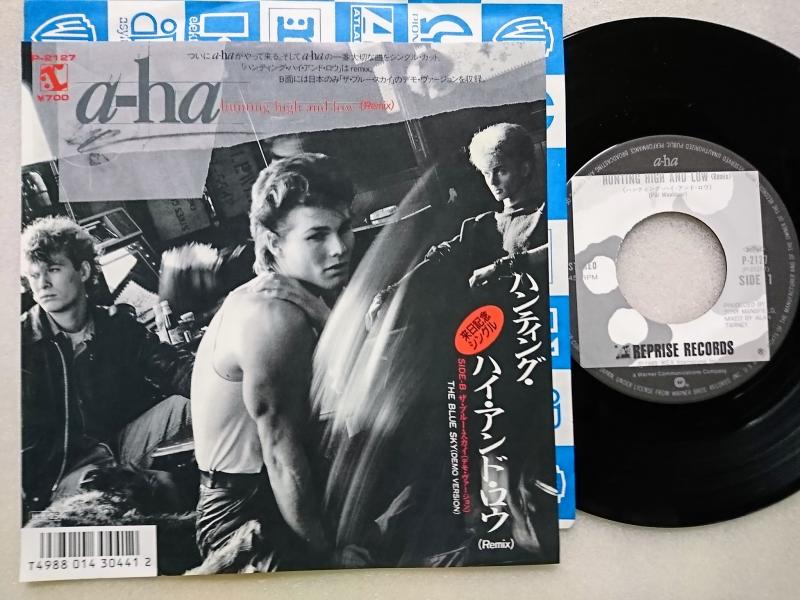 P-2127
¥700
ついにa-haがやって来る。そしてa-haの一番大切な曲をシングル・カット。
「ハンティング・ハイ・アンド・ロウ」はremix。
B面には日本のみ「ザ・ブルー・スカイ」のデモ・ヴァージョンを収録。
a-ha
hunting high and low (Remix)
来日記念
シングル
ハンティング・
ハイ・アンド・ロウ
(Remix)
SIDE-B ザ・ブルー・スカイ(デモ・ヴァージョン)
THE BLUE SKY(DEMO VERSION)
T4988 014 30441 2
a-ha
HUNTING HIGH AND LOW (Remix)
(ハンティング・ハイ・アンド・ロウ)
P-2127
SIDE 1
REPRISE RECORDS
a Warner Communications Company